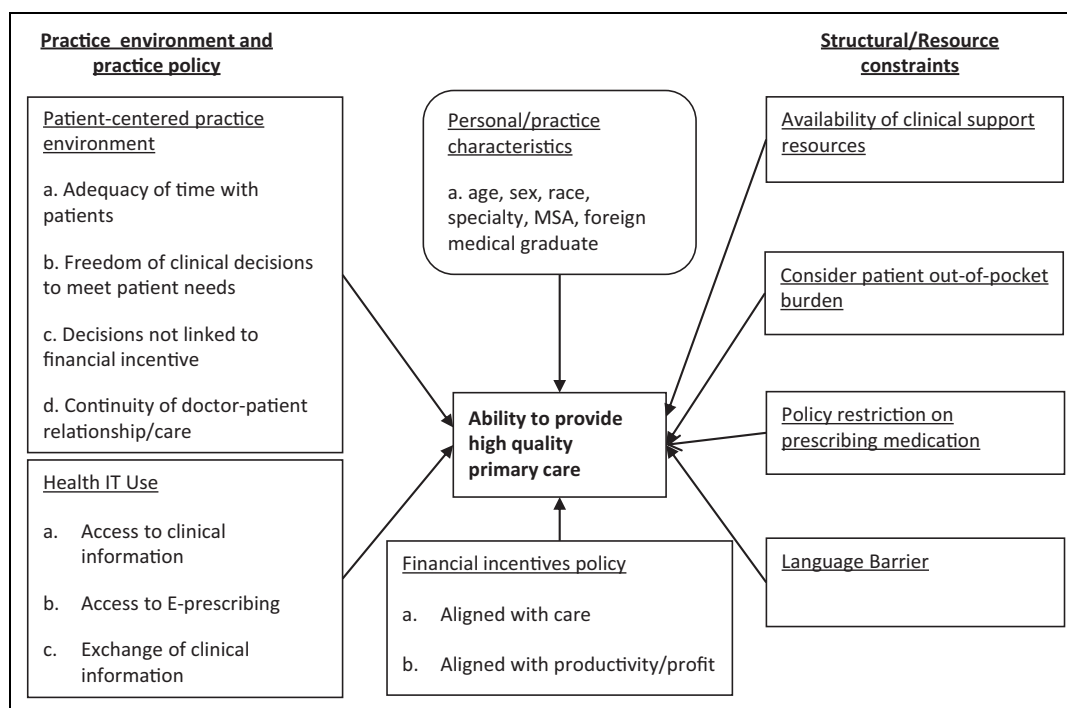 Practice environment and
practice policy
Patient-centered practice
environment
a. Adequacy of time with
patients
b. Freedom of clinical decisions
to meet patient needs
c. Decisions not linked to
financial incentive
d. Continuity of doctor-patient
relationship/care
Health IT Use
a. Access to clinical
information
b. Access to E-prescribing
c. Exchange of clinical
information
Personal/practice
characteristics
a. age, sex, race,
specialty, MSA, foreign
medical graduate
Ability to provide
high quality
primary care
Financial incentives policy
a. Aligned with care
b. Aligned with productivity/profit
Structural/Resource
constraints
Availability of clinical support
resources
Consider patient out-of-pocket
burden
Policy restriction on
prescribing medication
Language Barrier